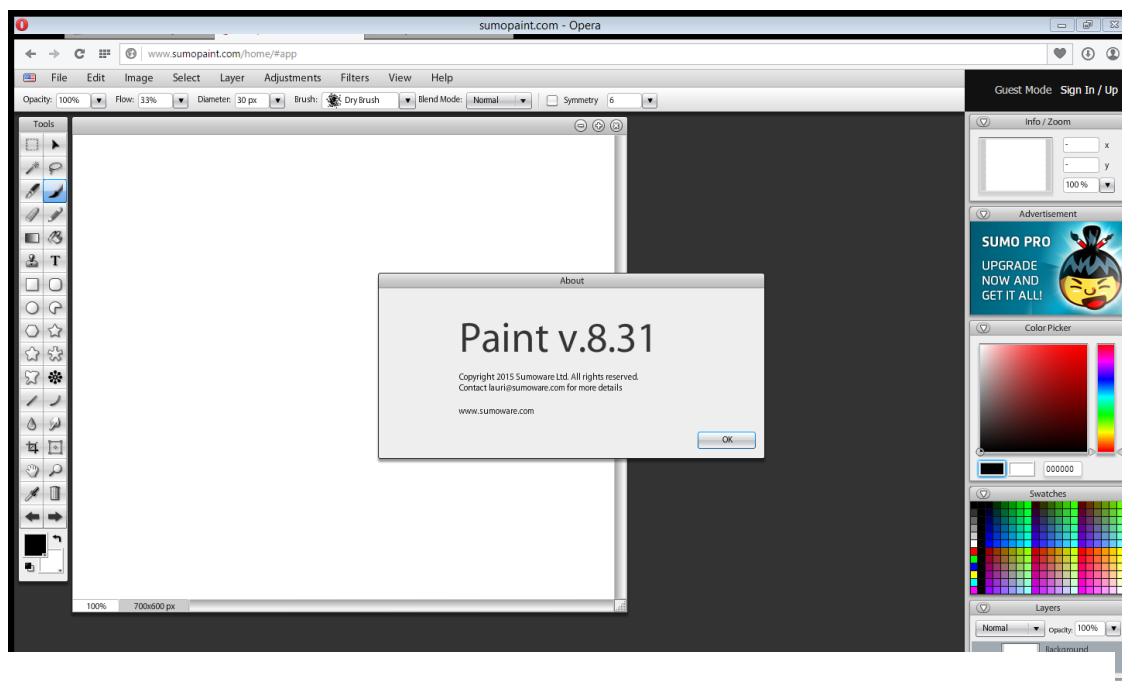 sumopaint.com - Opera
www.sumopaint.com/home/#app
File Edit Image Select Layer Adjustments Filters View Help
Guest Mode Sign In / Up
Opacity: 100% Flow: 33% Diameter: 30 px Brush: Dry Brush Blend Mode: Normal Symmetry 6
Tools
T
100% 700x600 px
About
Paint v.8.31
Copyright 2015 Sumoware Ltd. All rights reserved.
Contact lauri@sumoware.com for more details
www.sumoware.com
OK
Info / Zoom
- x
- y
100 %
Advertisement
SUMO PRO
UPGRADE
NOW AND
GET IT ALL!
Color Picker
000000
Swatches
Layers
Normal Opacity: 100%
Background